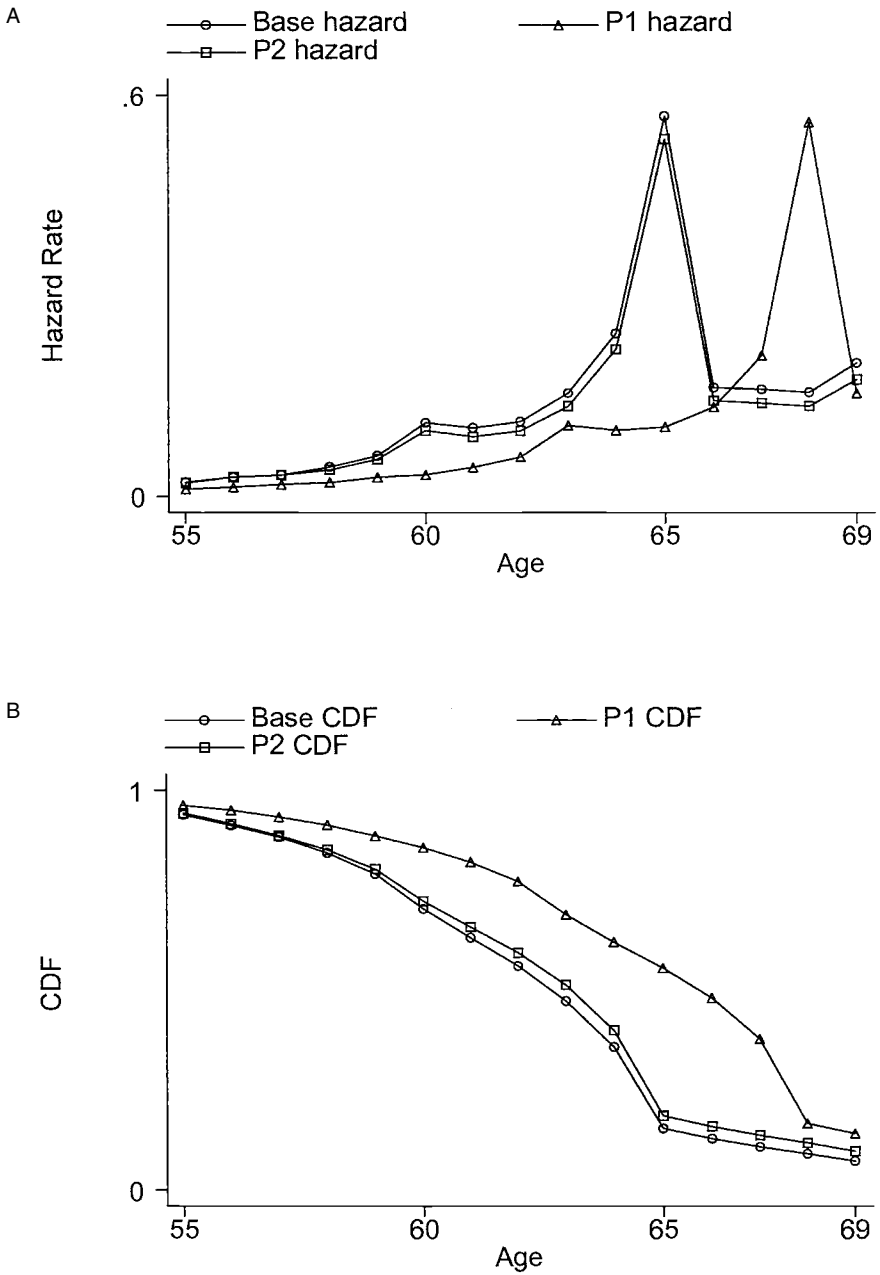 A
Base hazard
P1 hazard
P2 hazard
.6
Hazard Rate
0
55
60
65
69
Age
B
Base CDF
P1 CDF
P2 CDF
1
CDF
0
55
60
65
69
Age